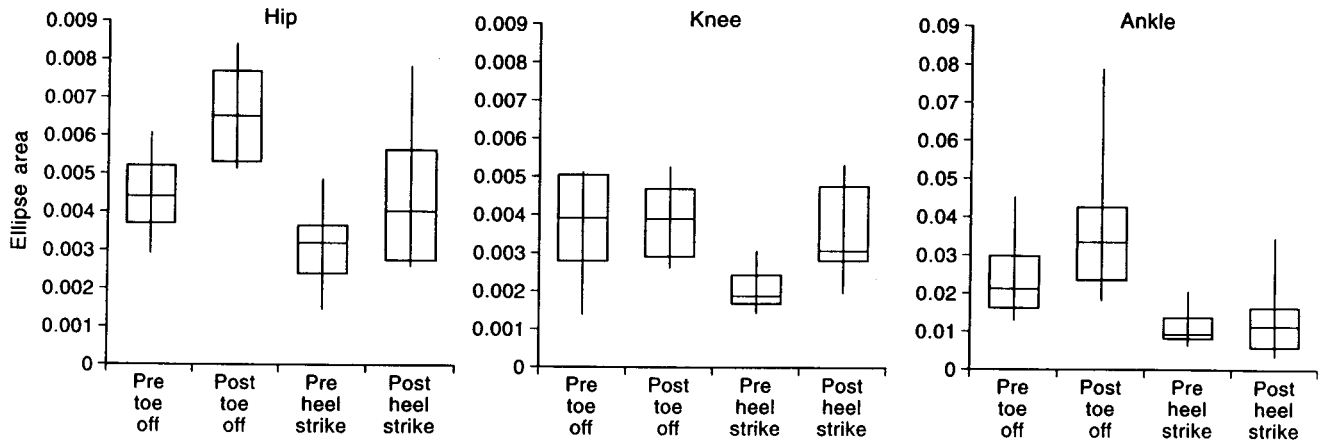 Hip
Ellipse area
0.009
0.008
0.007
0.006
0.005
0.004
0.003
0.002
0.001
0
Pre toe off
Post toe off
Pre heel strike
Post heel strike
Knee
0.009
0.008
0.007
0.006
0.005
0.004
0.003
0.002
0.001
0
Pre toe off
Post toe off
Pre heel strike
Post heel strike
Ankle
0.09
0.08
0.07
0.06
0.05
0.04
0.03
0.02
0.01
0
Pre toe off
Post toe off
Pre heel strike
Post heel strike